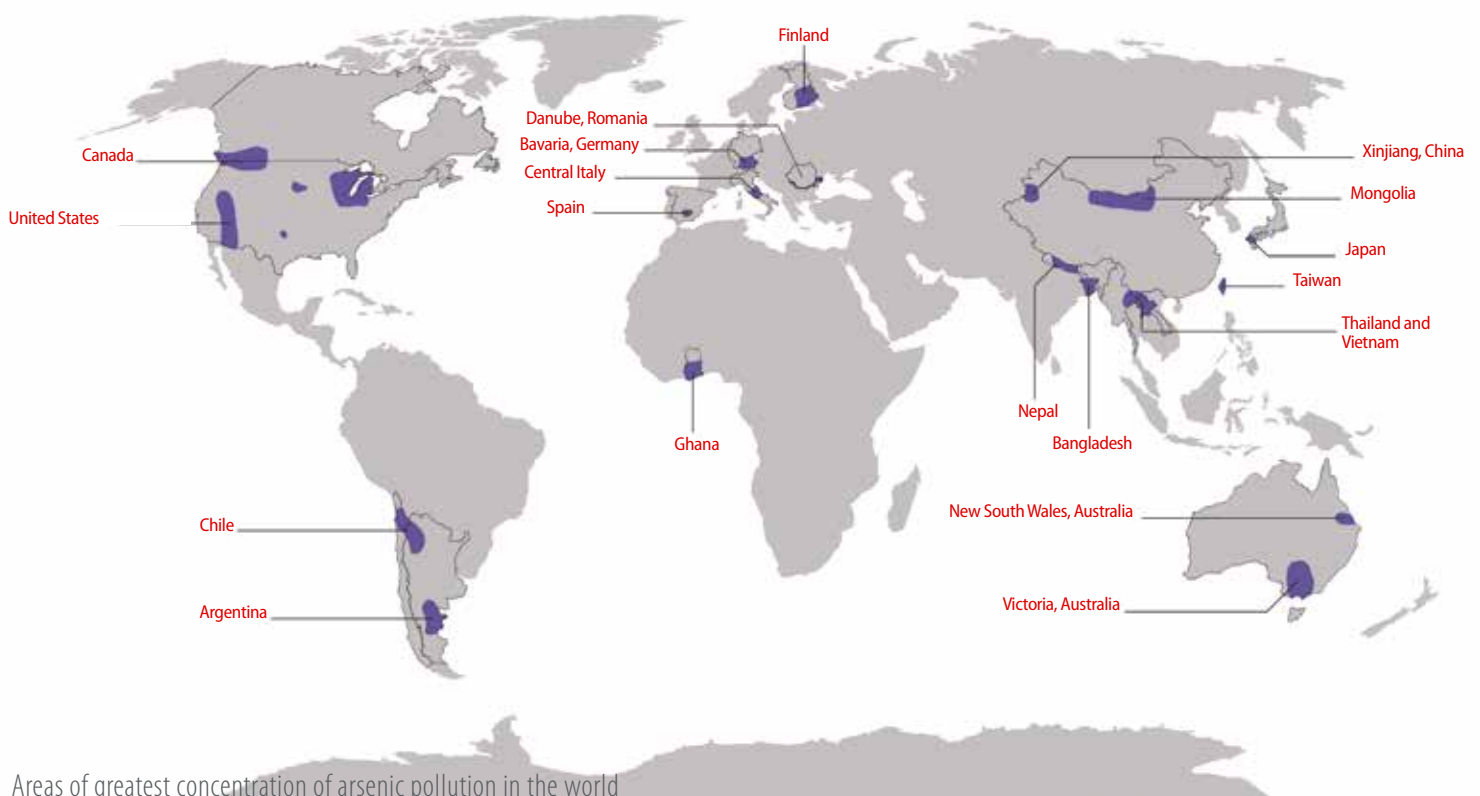 Finland
Danube, Romania
Bavaria, Germany
Central Italy
Spain
Canada
United States
Xinjiang, China
Mongolia
Japan
Taiwan
Thailand and
Vietnam
Nepal
Bangladesh
Ghana
New South Wales, Australia
Chile
Victoria, Australia
Argentina
Areas of greatest concentration of arsenic pollution in the world